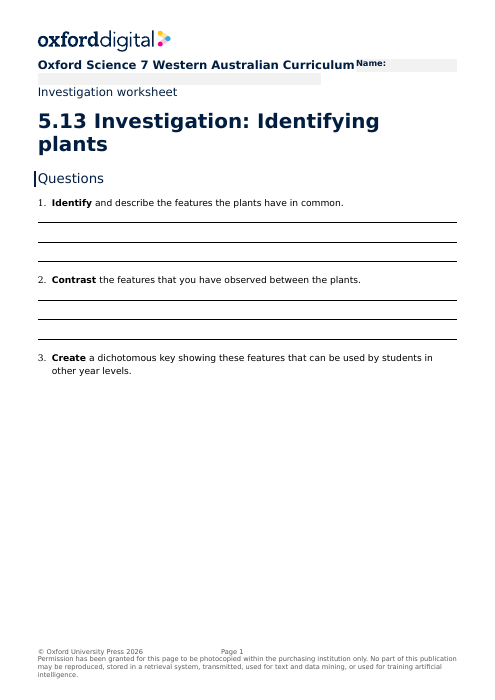 oxforddigital
Oxford Science 7 Western Australian Curriculum Name:
Investigation worksheet
5.13 Investigation: Identifying
plants
Questions
1. Identify and describe the features the plants have in common.
2. Contrast the features that you have observed between the plants.
3. Create a dichotomous key showing these features that can be used by students in
other year levels.
© Oxford University Press 2026 Page 1
Permission has been granted for this page to be photocopied within the purchasing institution only. No part of this publication
may be reproduced, stored in a retrieval system, transmitted, used for text and data mining, or used for training artificial
intelligence.